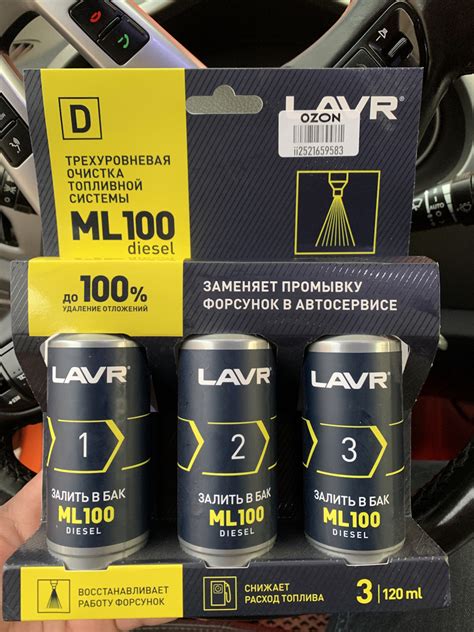 LAVR®
OZON
ii2521659583
D
ТРЕХУРОВНЕВАЯ
ОЧИСТКА
ТОПЛИВНОЙ
СИСТЕМЫ
ML100
diesel
ДО 100%
УДАЛЕНИЕ ОТЛОЖЕНИЙ
ЗАМЕНЯЕТ ПРОМЫВКУ
ФОРСУНОК В АВТОСЕРВИСЕ
LAVR®
1
ЗАЛИТЬ В БАК
ML100
DIESEL
LAVR®
2
ЗАЛИТЬ В БАК
ML100
DIESEL
LAVR®
3
ЗАЛИТЬ В БАК
ML100
DIESEL
ВОССТАНАВЛИВАЕТ
РАБОТУ ФОРСУНОК
СНИЖАЕТ
РАСХОД ТОПЛИВА
3 | 120 ml